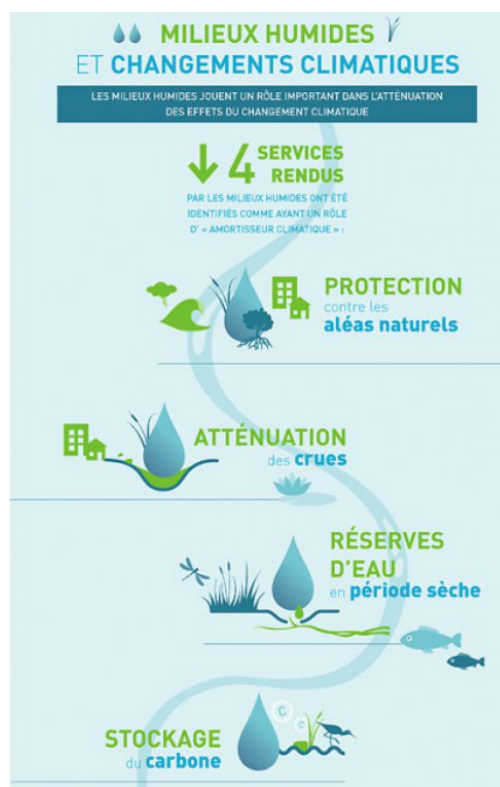 MILIEUX HUMIDES
ET CHANGEMENTS CLIMATIQUES
LES MILIEUX HUMIDES JOUENT UN RÔLE IMPORTANT DANS L'ATTÉNUATION
DES EFFETS DU CHANGEMENT CLIMATIQUE
4 SERVICES
RENDUS
PAR LES MILIEUX HUMIDES ONT ÉTÉ
IDENTIFIÉS COMME AYANT UN RÔLE
D' « AMORTISSEUR CLIMATIQUE » :
PROTECTION
contre les
aléas naturels
ATTÉNUATION
des crues
RÉSERVES
D'EAU
en période sèche
C
C
STOCKAGE
du carbone